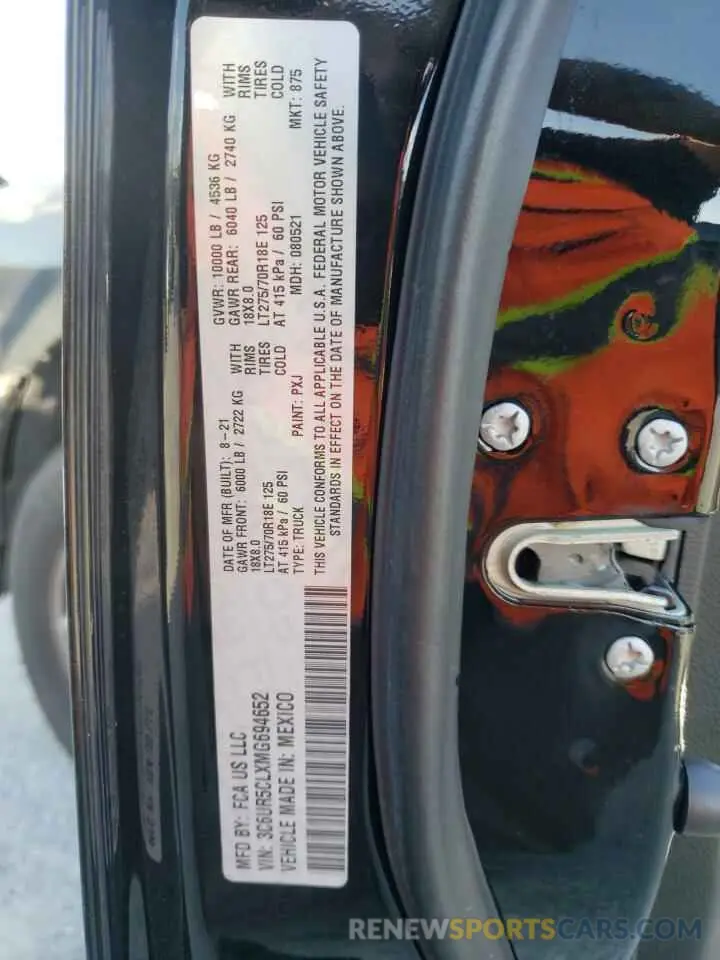 MFD BY: FCA US LLC
VIN: 3C6UR5CLXMG694652
VEHICLE MADE IN: MEXICO
DATE OF MFR (BUILT): 8-21
GVWR: 10000 LB / 4536 KG
GAWR FRONT: 6000 LB / 2722 KG WITH
18X8.0 RIMS
LT275/70R18E 125 TIRES
AT 415 kPa / 60 PSI COLD
GAWR REAR: 6040 LB / 2740 KG WITH
18X8.0 RIMS
LT275/70R18E 125 TIRES
AT 415 kPa / 60 PSI COLD
TYPE: TRUCK PAINT: PXJ MDH: 080521 MKT: 875
THIS VEHICLE CONFORMS TO ALL APPLICABLE U.S.A. FEDERAL MOTOR VEHICLE SAFETY
STANDARDS IN EFFECT ON THE DATE OF MANUFACTURE SHOWN ABOVE.
RENEWSPORTSCARS.COM